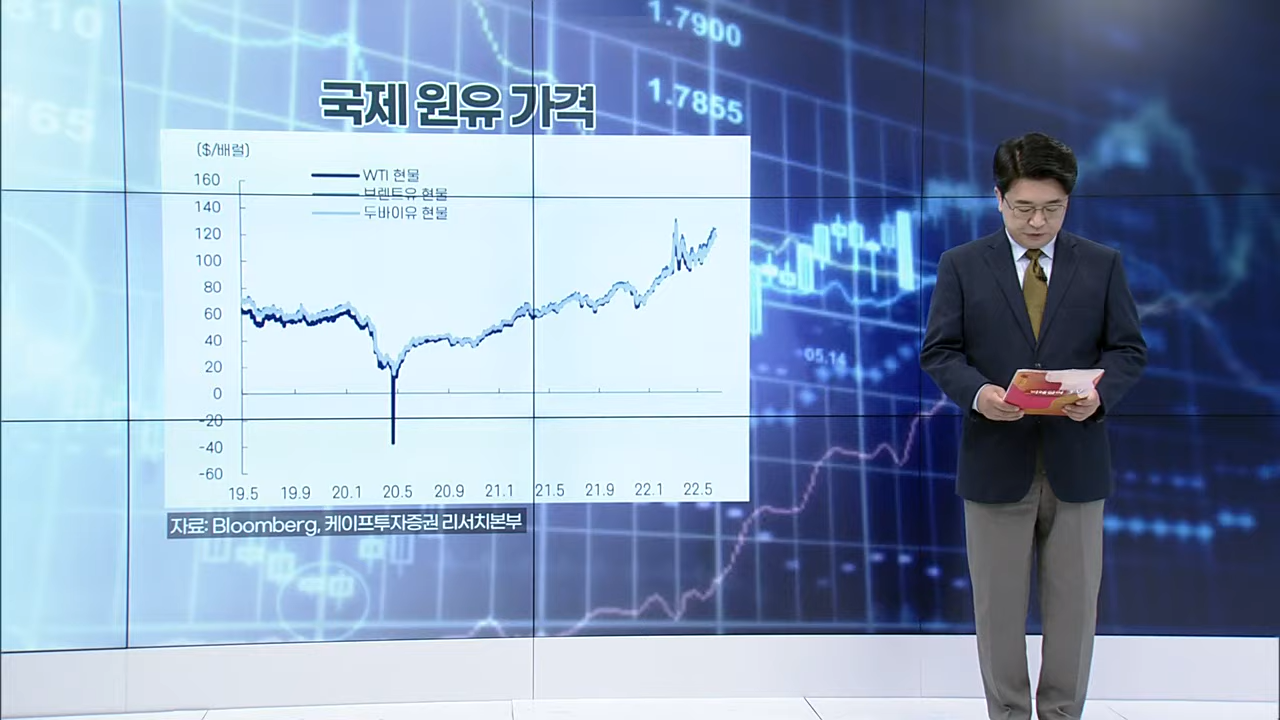 1.7900
1.7855
국제 원유 가격
($/배럴)
WTI 현물
브렌트유 현물
두바이유 현물
160
140
120
100
80
60
40
20
0
-20
-40
-60
19.5 19.9 20.1 20.5 20.9 21.1 21.5 21.9 22.1 22.5
05.14
자료: Bloomberg, 케이프투자증권 리서치본부